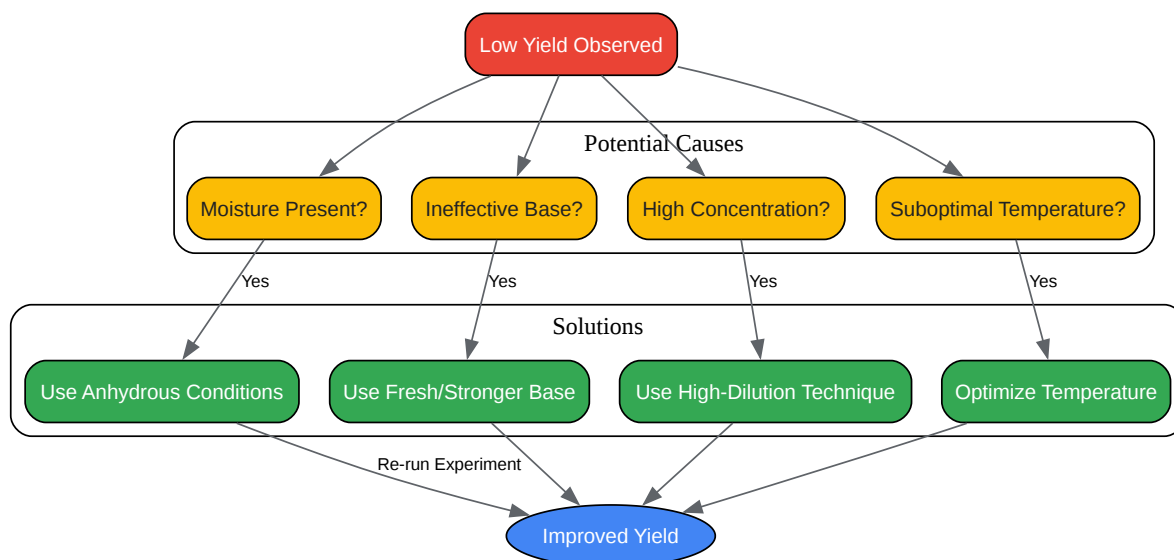 Low Yield Observed
Potential Causes
Moisture Present?
Ineffective Base?
High Concentration?
Suboptimal Temperature?
Yes
Yes
Yes
Yes
Solutions
Use Anhydrous Conditions
Use Fresh/Stronger Base
Use High-Dilution Technique
Optimize Temperature
Re-run Experiment
Improved Yield